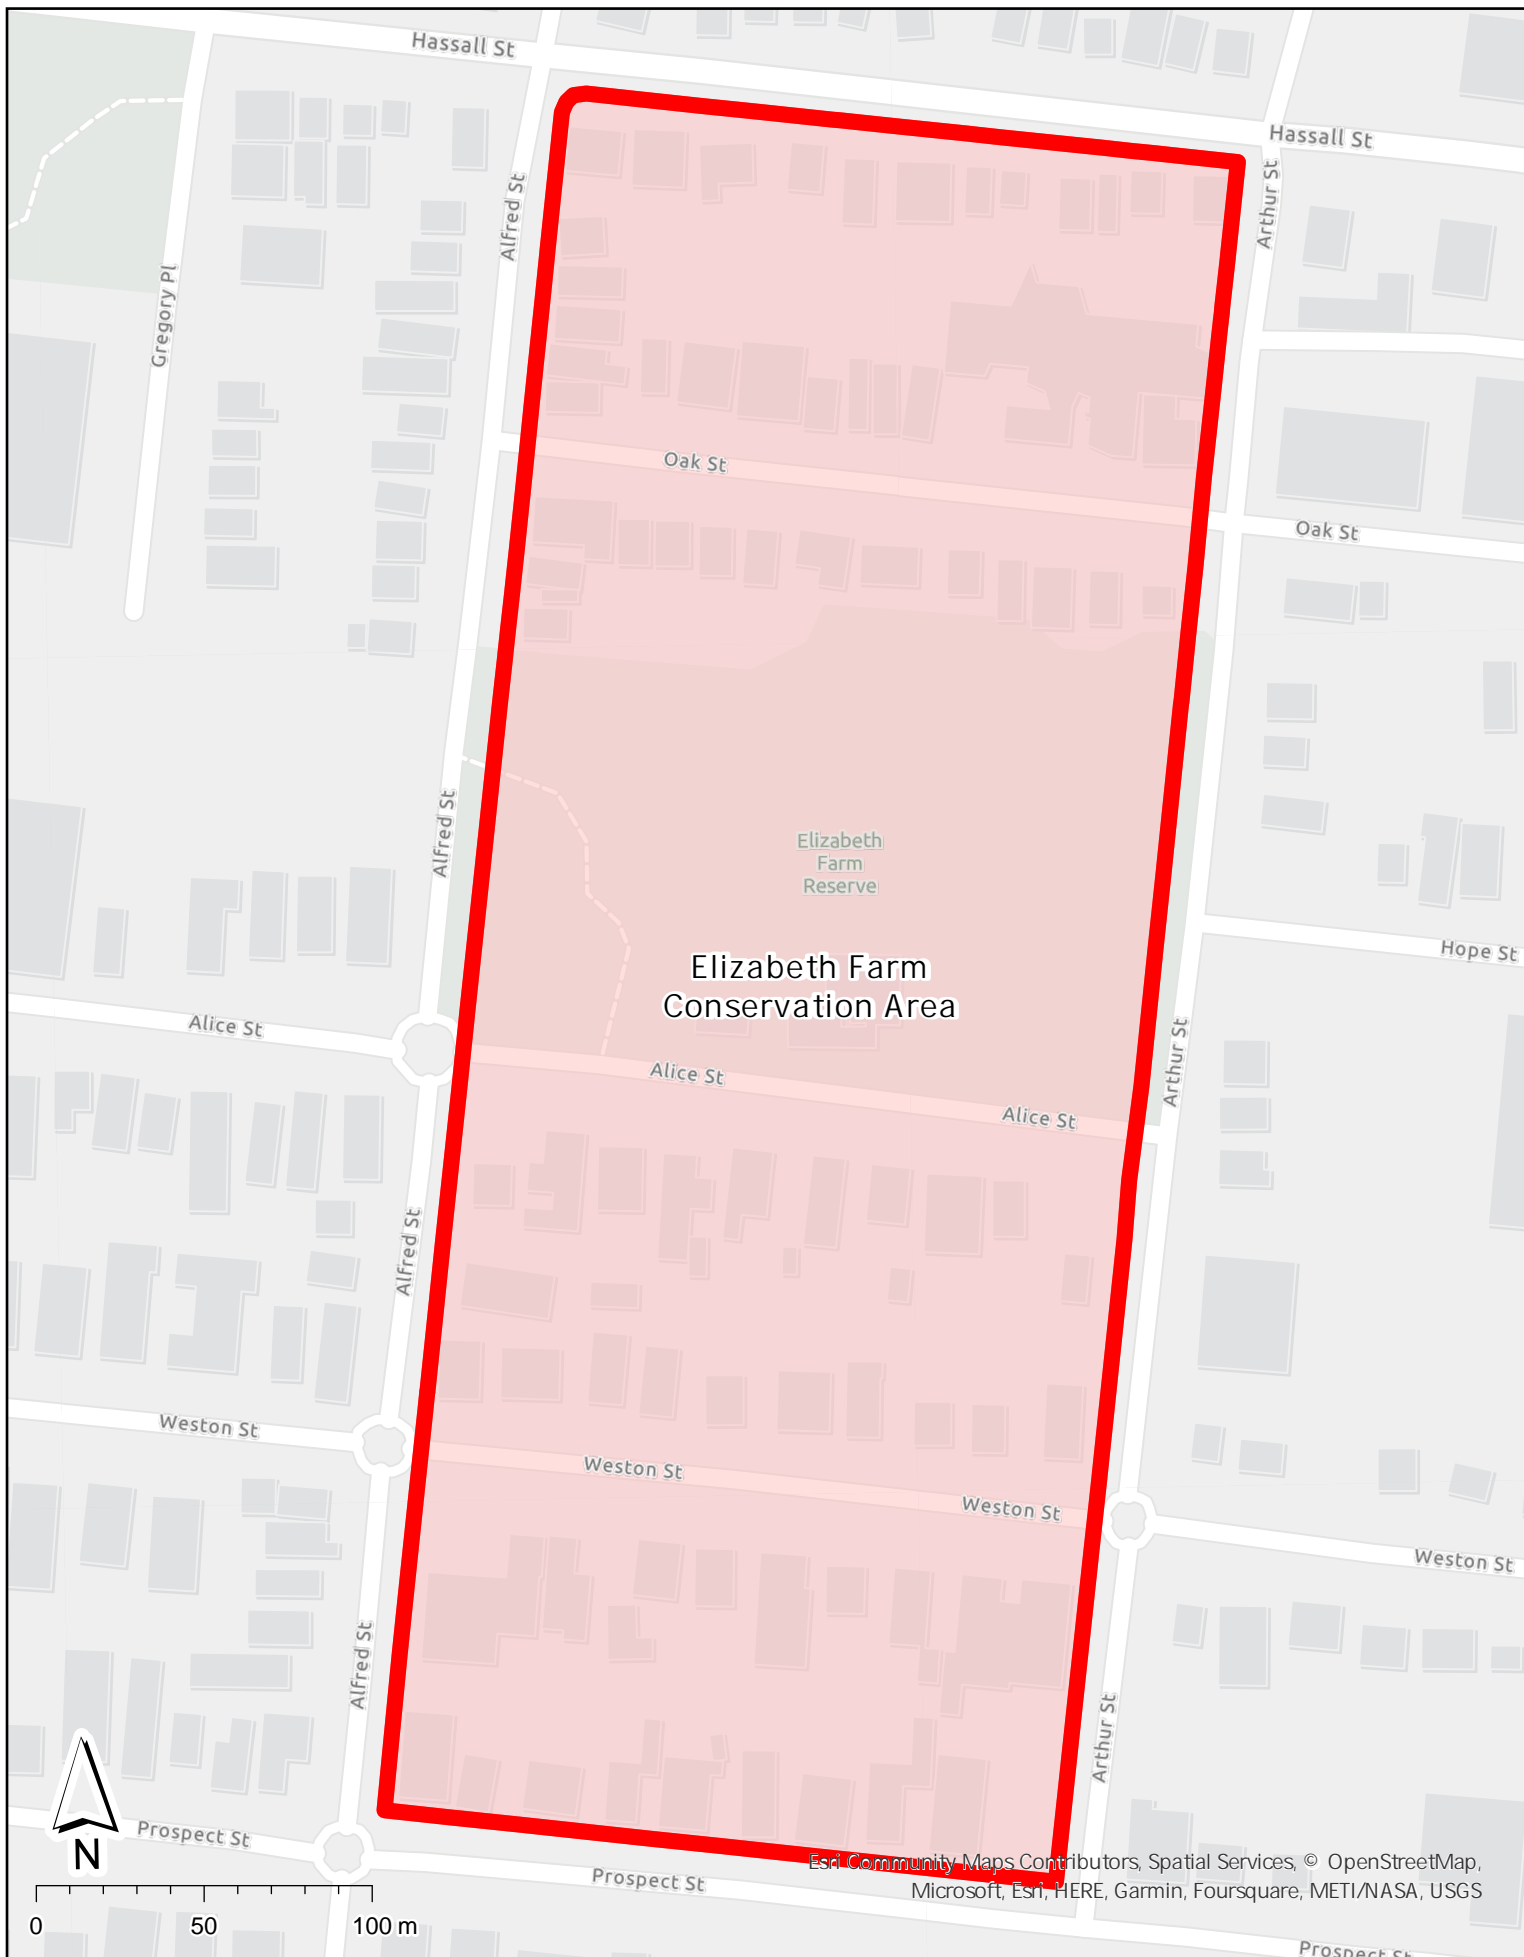 Hassall St
Hassall St
Alfred St
Arthur St
Gregory Pl
Oak St
Oak St
Alfred St
Elizabeth
Farm
Reserve
Hope St
Elizabeth Farm
Conservation Area
Alice St
Alice St
Alice St
Arthur St
Alfred St
Weston St
Weston St
Weston St
Weston St
Alfred St
Arthur St
Prospect St
Prospect St
N
Esri Community Maps Contributors, Spatial Services, © OpenStreetMap,
Microsoft, Esri, HERE, Garmin, Foursquare, METI/NASA, USGS
0 50 100 m
Prospect St